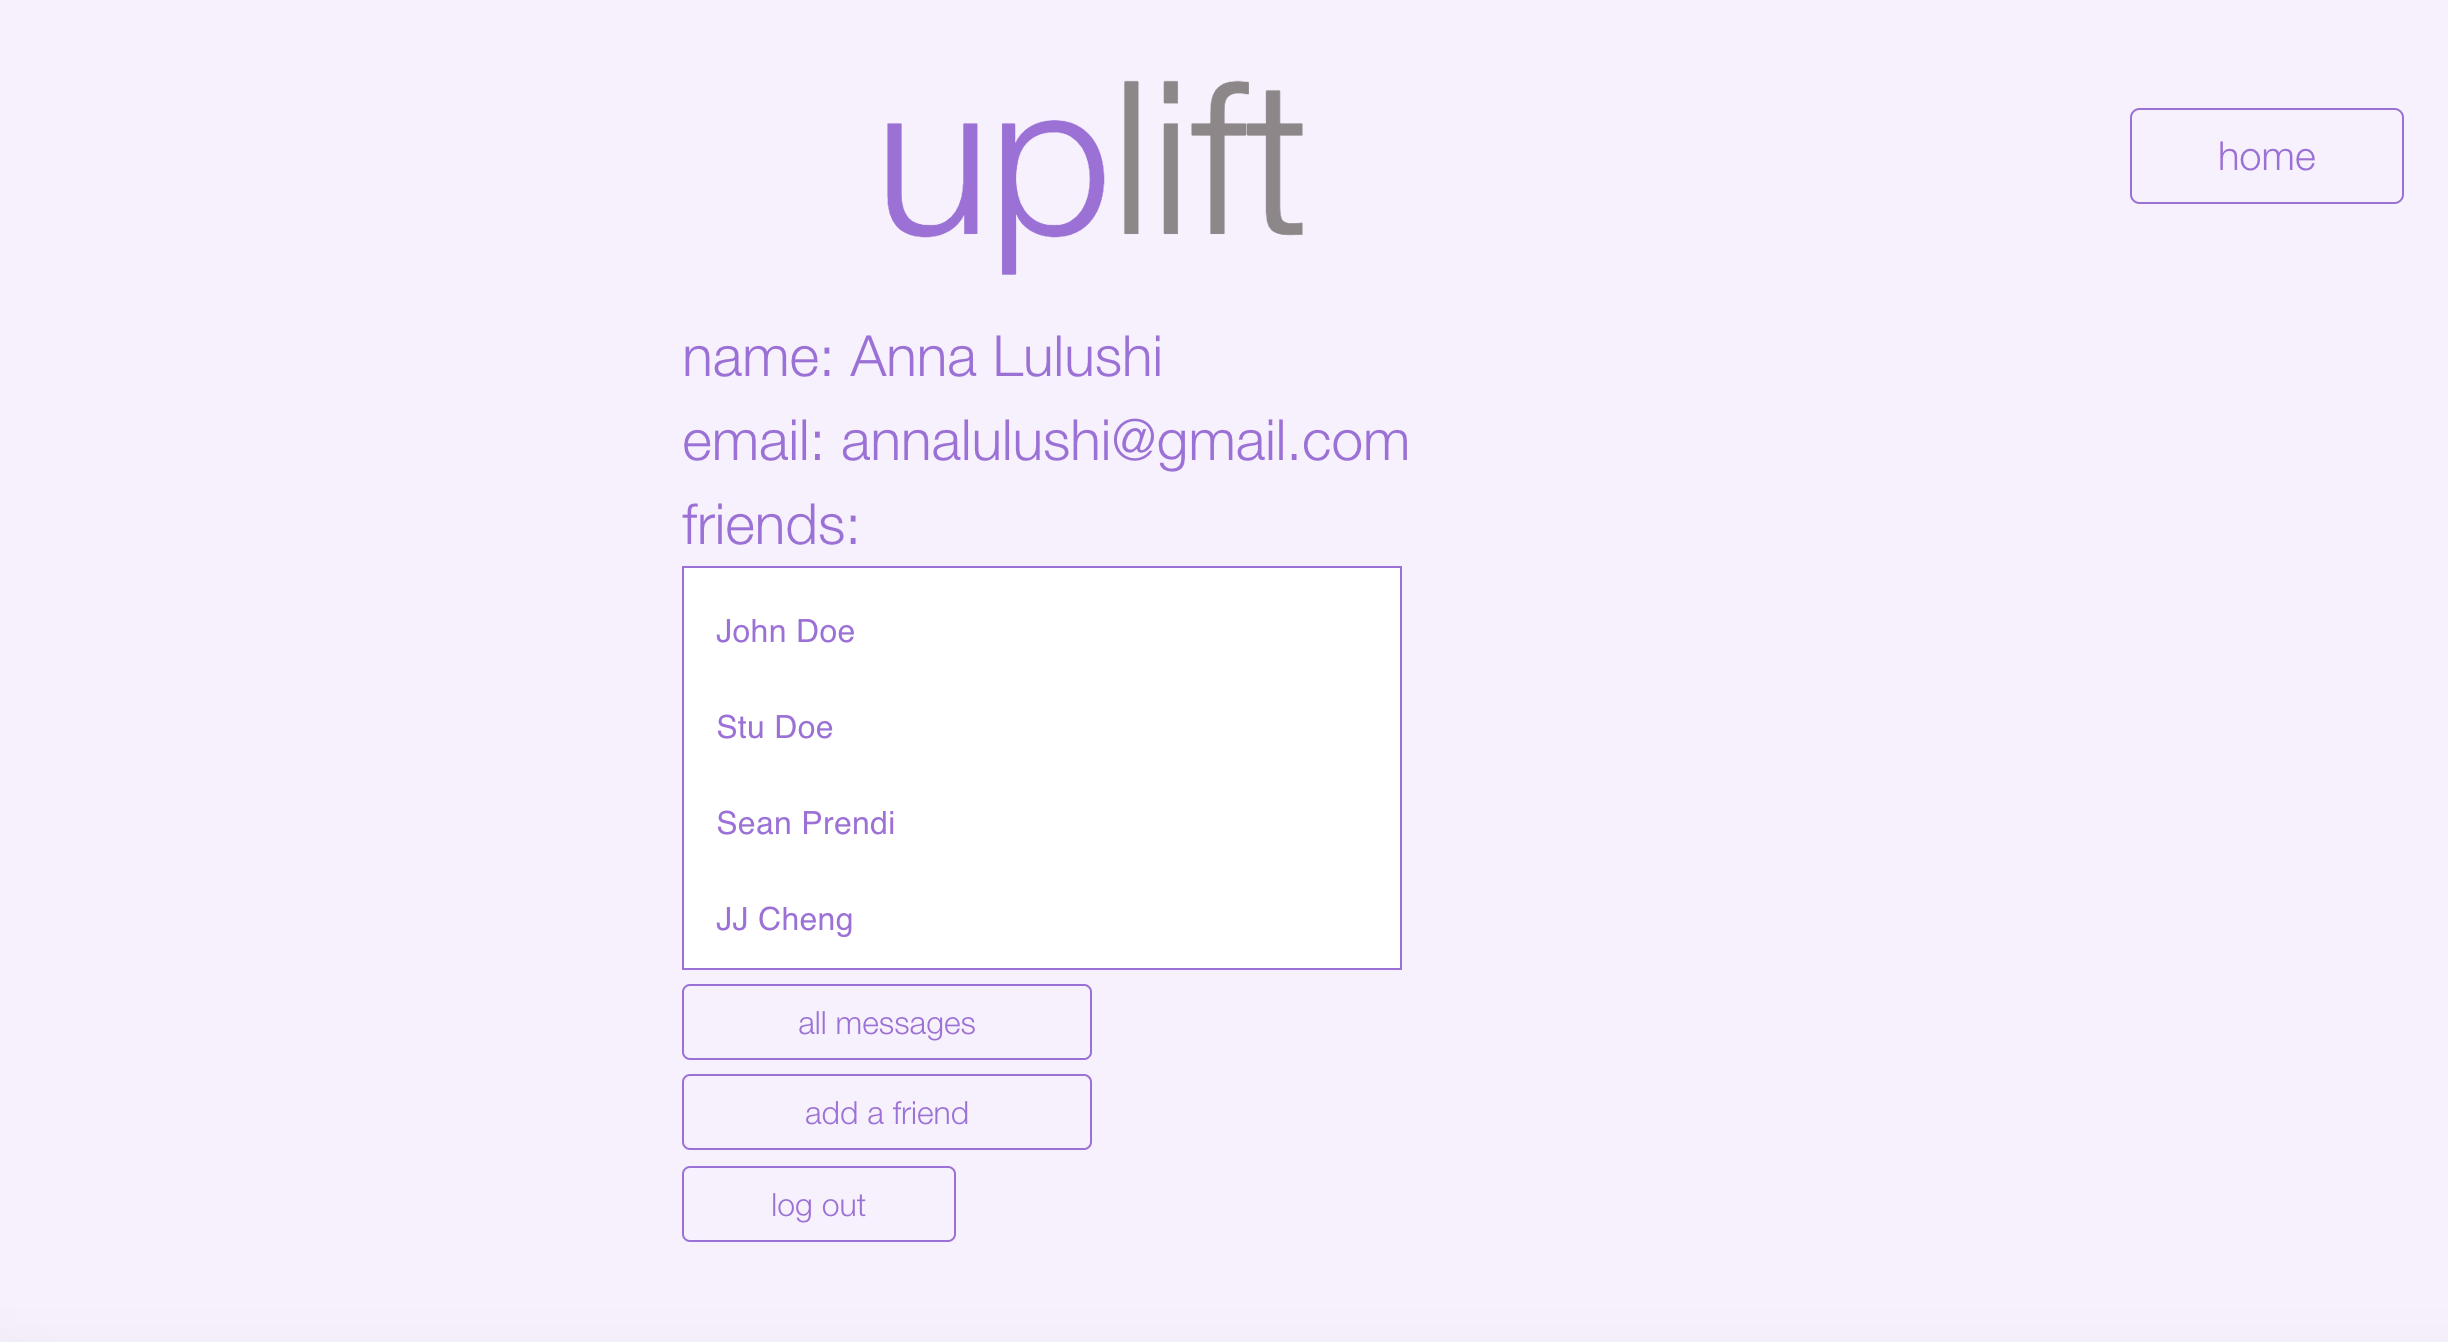 uplift
home
name: Anna Lulushi
email: annalulushi@gmail.com
friends:
John Doe
Stu Doe
Sean Prendi
JJ Cheng
all messages
add a friend
log out